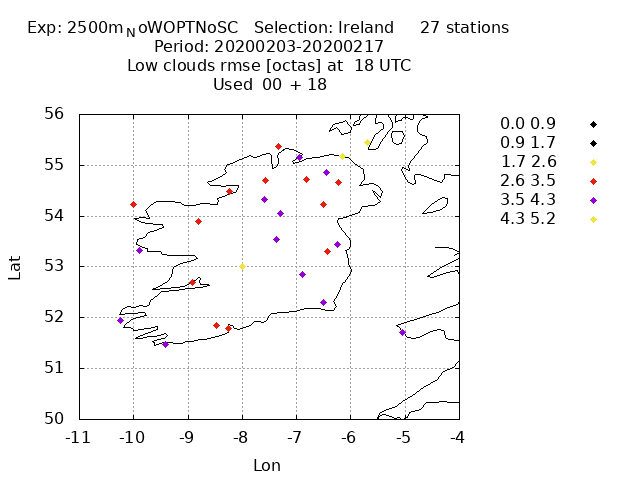 Exp: 2500m NoWOPTNoSC Selection: Ireland 27 stations
Period: 20200203-20200217
Low clouds rmse [octas] at 18 UTC
Used 00 + 18
0.0 0.9
0.9 1.7
1.7 2.6
2.6 3.5
3.5 4.3
4.3 5.2
56
55
54
53
52
51
50
Lat
-11 -10 -9 -8 -7 -6 -5 -4
Lon